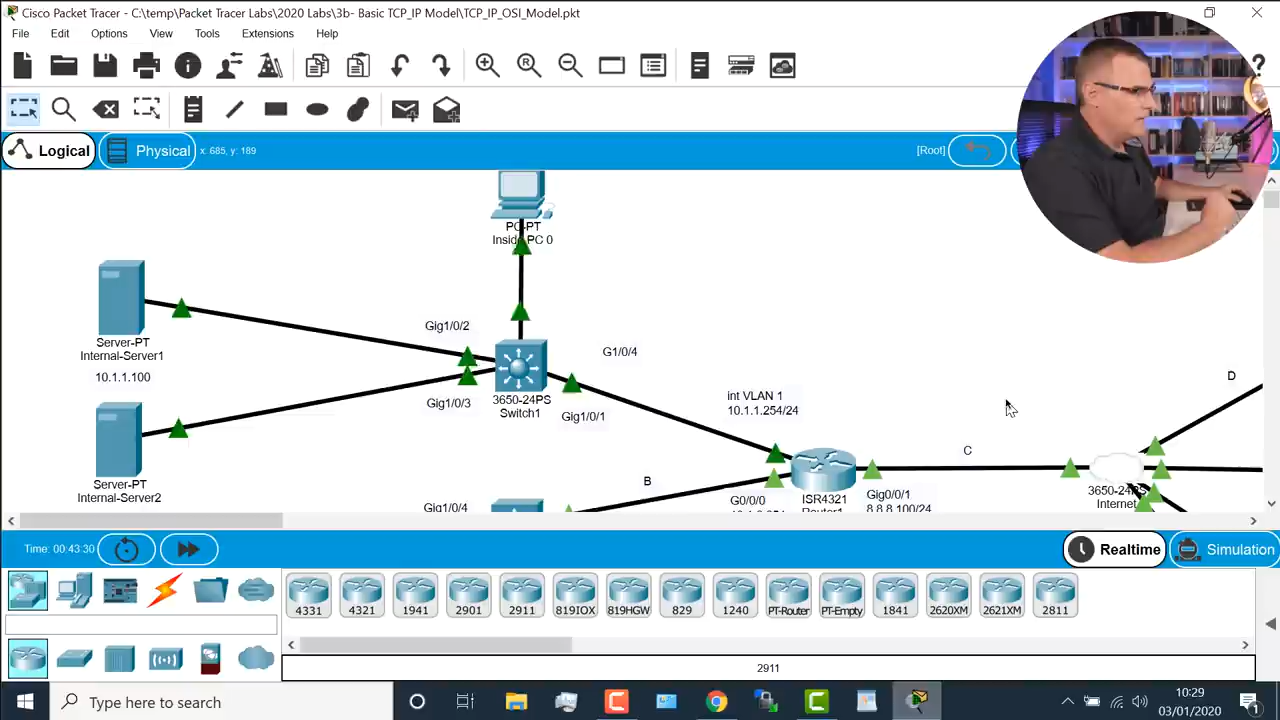 Cisco Packet Tracer - C:\temp\Packet Tracer Labs\2020 Labs\3b- Basic TCP_IP Model\TCP_IP_OSI_Model.pkt
File Edit Options View Tools Extensions Help
Logical
Physical
x: 685, y: 189
[Root]
PC-PT
Inside PC 0
Server-PT
Internal-Server1
10.1.1.100
Gig1/0/2
G1/0/4
3650-24PS
Switch1
Gig1/0/3
Gig1/0/1
int VLAN 1
10.1.1.254/24
D
Server-PT
Internal-Server2
Gig1/0/4
B
G0/0/0
ISR4321
Router1
Gig0/0/1
8.8.8.100/24
C
3650-24PS
Internet
Time: 00:43:30
Realtime
Simulation
4331 4321 1941 2901 2911 819IOX 819HGW 829 1240 PT-Router PT-Empty 1841 2620XM 2621XM 2811
2911
Type here to search
10:29
03/01/2020
1